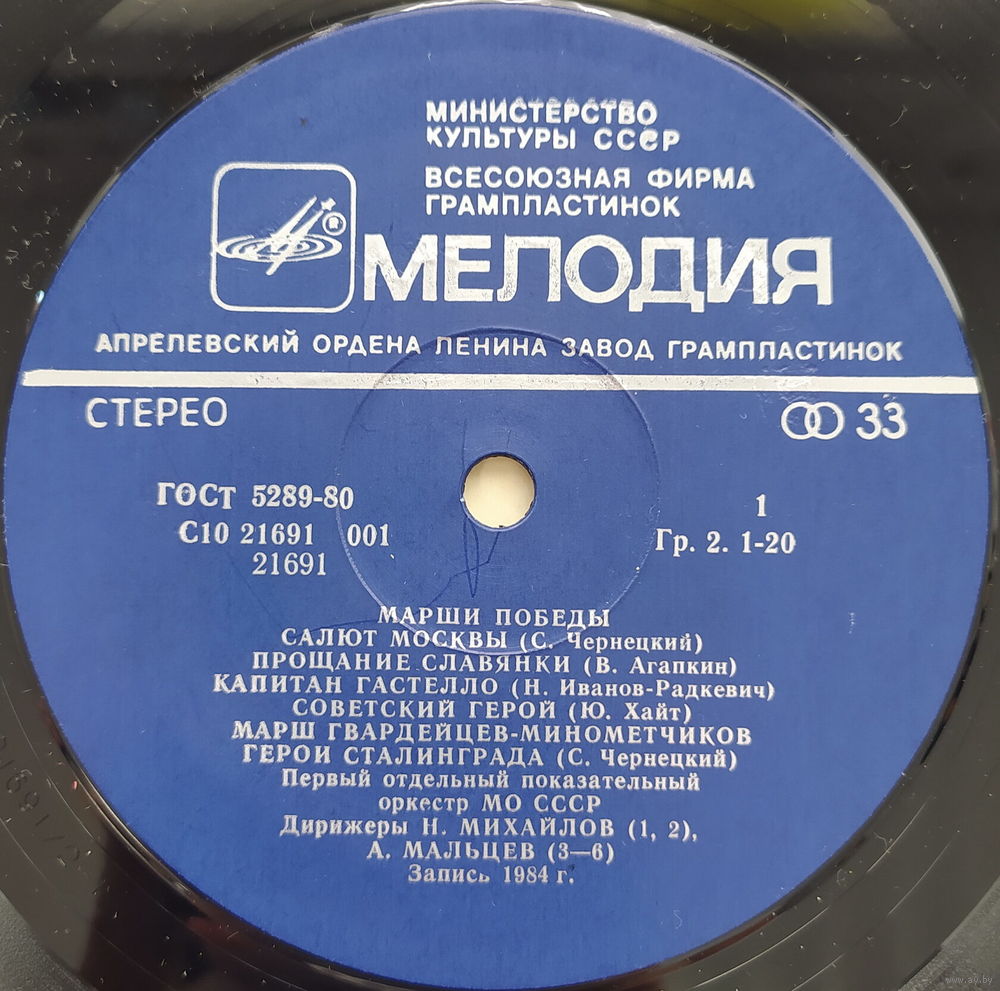 МИНИСТЕРСТВО
КУЛЬТУРЫ СССР
ВСЕСОЮЗНАЯ ФИРМА
ГРАМПЛАСТИНОК
®
МЕЛОДИЯ
АПРЕЛЕВСКИЙ ОРДЕНА ЛЕНИНА ЗАВОД ГРАМПЛАСТИНОК
СТЕРЕО
33
ГОСТ 5289-80
1
С10 21691 001
Гр. 2. 1-20
21691
МАРШИ ПОБЕДЫ
САЛЮТ МОСКВЫ (С. Чернецкий)
ПРОЩАНИЕ СЛАВЯНКИ (В. Агапкин)
КАПИТАН ГАСТЕЛЛО (Н. Иванов-Радкевич)
СОВЕТСКИЙ ГЕРОЙ (Ю. Хайт)
МАРШ ГВАРДЕЙЦЕВ-МИНОМЕТЧИКОВ
ГЕРОИ СТАЛИНГРАДА (С. Чернецкий)
Первый отдельный показательный
оркестр МО СССР
Дирижеры Н. МИХАЙЛОВ (1, 2),
А. МАЛЬЦЕВ (3—6)
Запись 1984 г.
www.ay.by